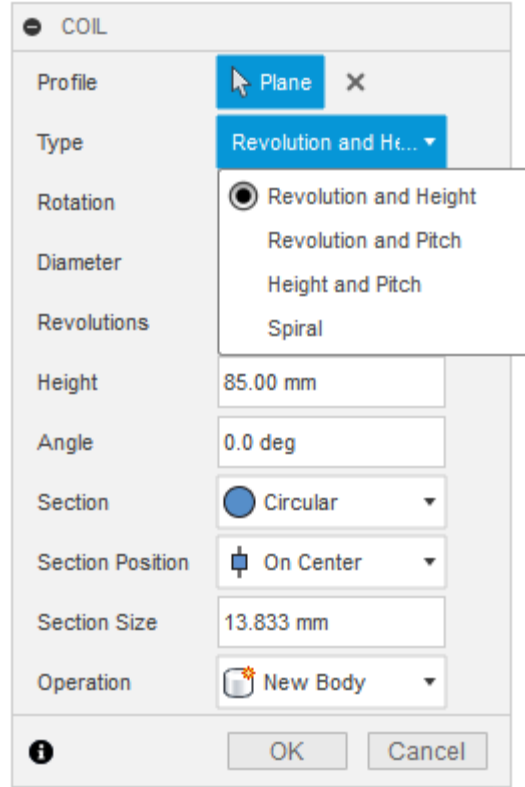 COIL
Profile Plane
Type Revolution and He...
Revolution and Height
Rotation
Revolution and Pitch
Diameter
Height and Pitch
Revolutions
Spiral
Height 85.00 mm
Angle 0.0 deg
Section Circular
Section Position On Center
Section Size 13.833 mm
Operation New Body
OK Cancel